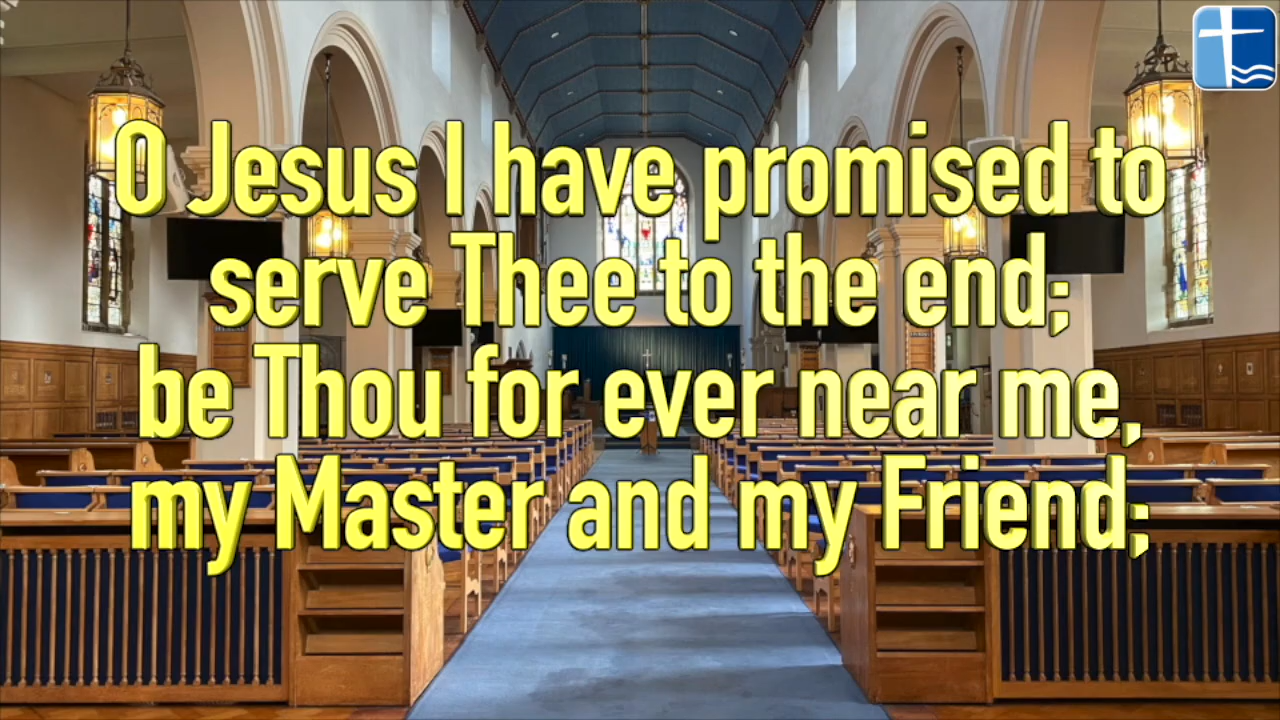 O Jesus I have promised to
serve Thee to the end;
be Thou for ever near me,
my Master and my Friend;